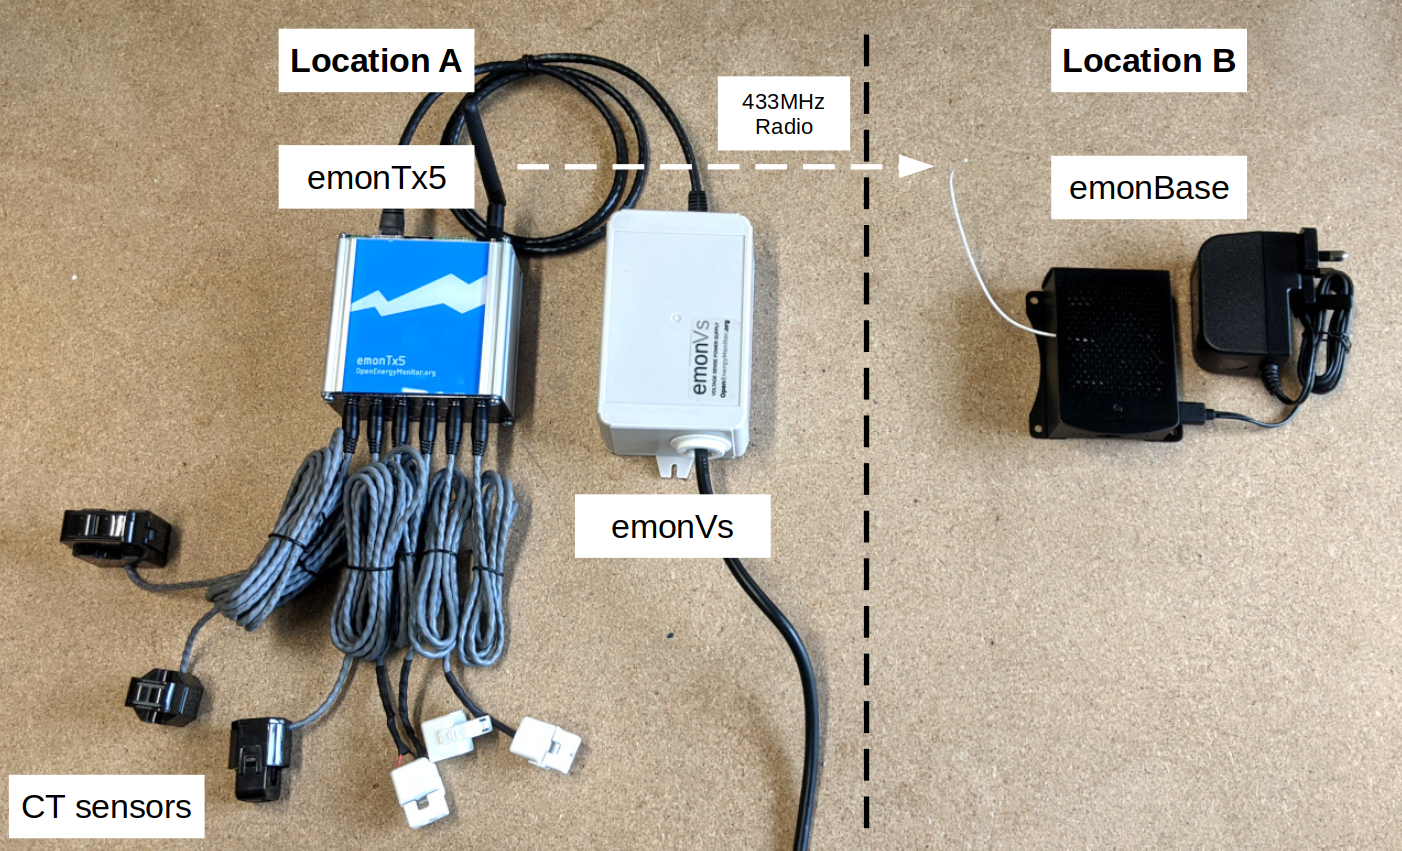 Location A
Location B
433MHz
Radio
emonTx5
emonBase
emonTx5
OpenEnergyMonitor.org
emonVs
VOLTAGE SENSE POWER SUPPLY
OpenEnergyMonitor.org
emonVs
CT sensors